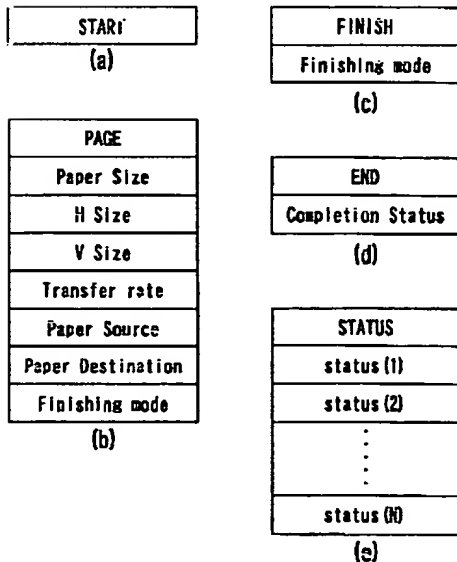 START
(a)
PAGE
Paper Size
H Size
V Size
Transfer rate
Paper Source
Paper Destination
Finishing mode
(b)
FINISH
Finishing mode
(c)
END
Completion Status
(d)
STATUS
status(1)
status(2)
status(N)
(e)